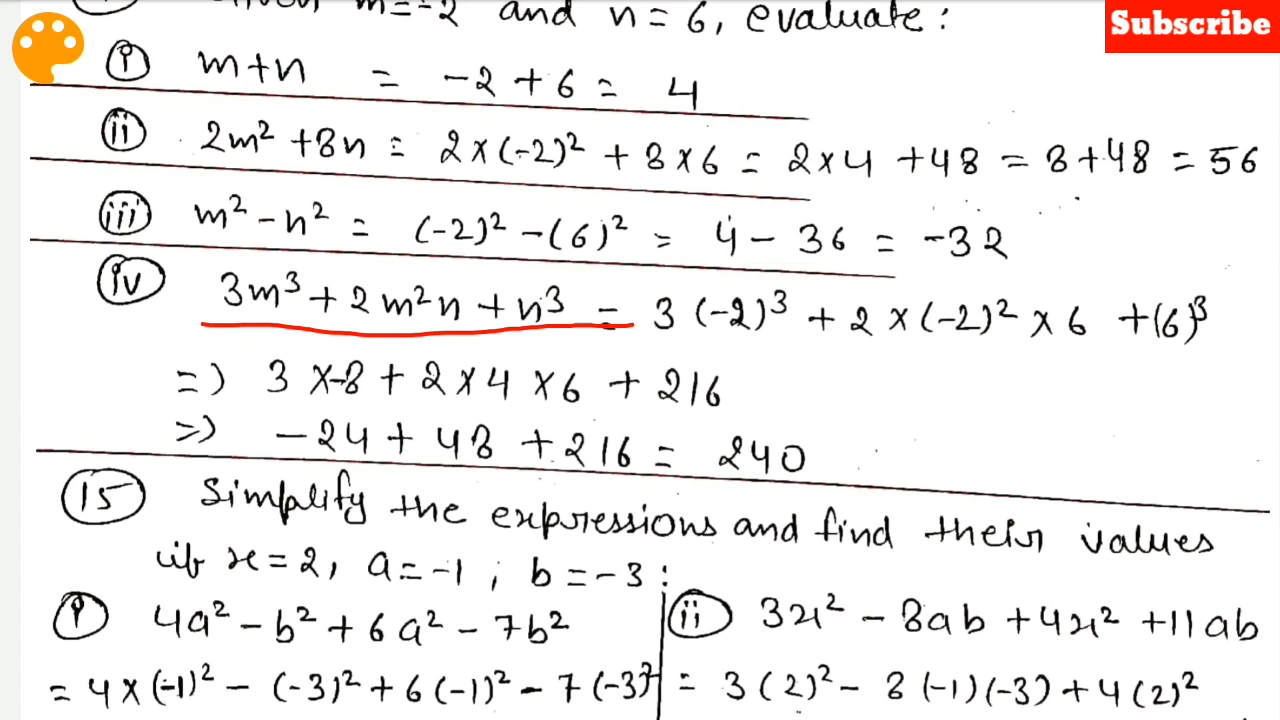 Given m=-2 and n=6, evaluate:
Subscribe
(i) m+n = -2+6 = 4
(ii) 2m² +8n = 2×(-2)² + 8×6 = 2×4 +48 = 8+48 = 56
(iii) m² - n² = (-2)² -(6)² = 4 - 36 = -32
(iv) 3m³ + 2m²n + n³ = 3(-2)³ + 2×(-2)² × 6 +(6)³
=) 3×-8 + 2×4×6 + 216
=) -24 + 48 + 216 = 240
(15) Simplify the expressions and find their values
if x=2, a=-1, b=-3:
(i) 4a² - b² + 6a² - 7b²
= 4×(-1)² - (-3)² + 6(-1)² - 7(-3)²
(ii) 3x² - 8ab + 4x² + 11ab
= 3(2)² - 8(-1)(-3) + 4(2)²